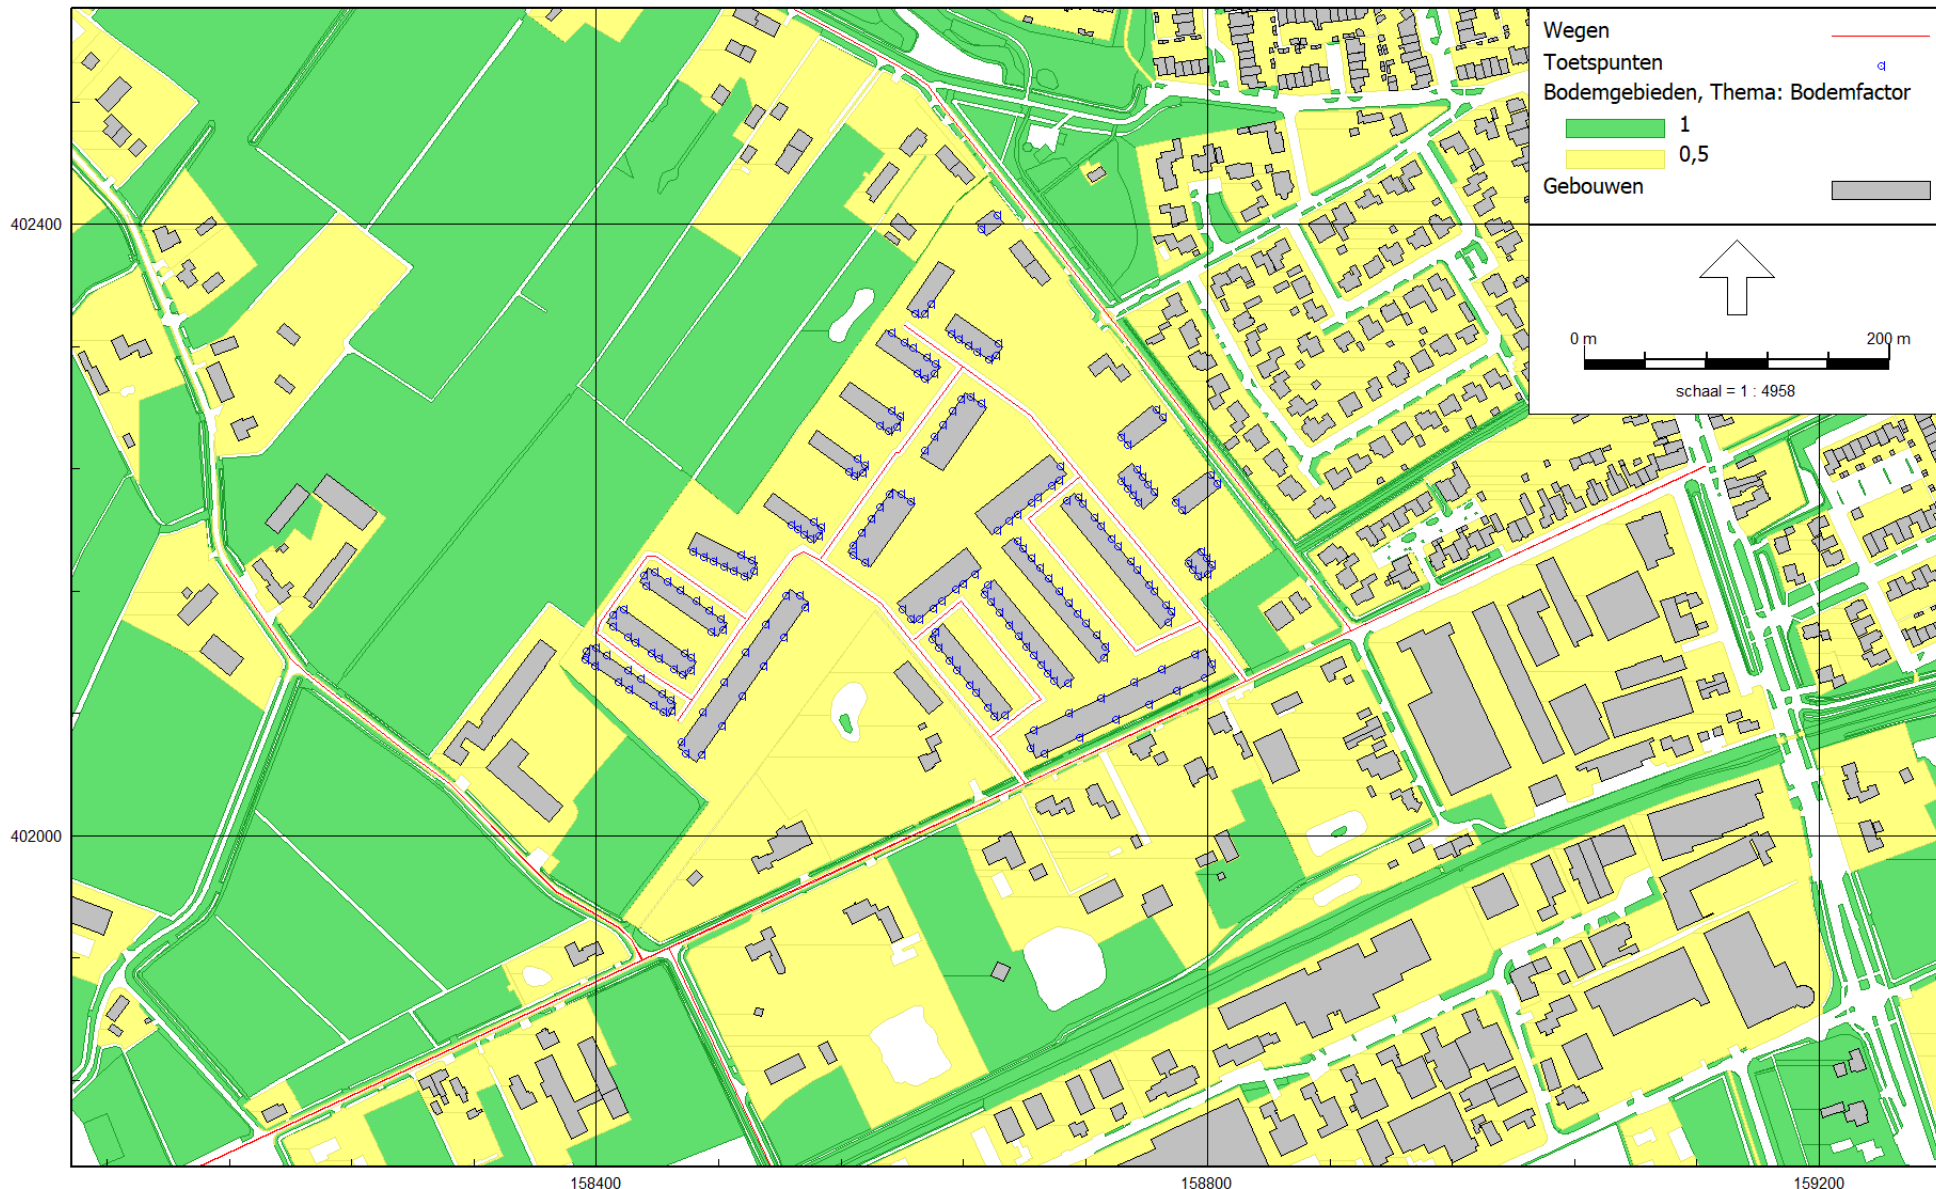 Wegen
Toetspunten
Bodemgebieden, Thema: Bodemfactor
1
0,5
Gebouwen
0 m 200 m
schaal = 1 : 4958
402400
402000
158400 158800 159200